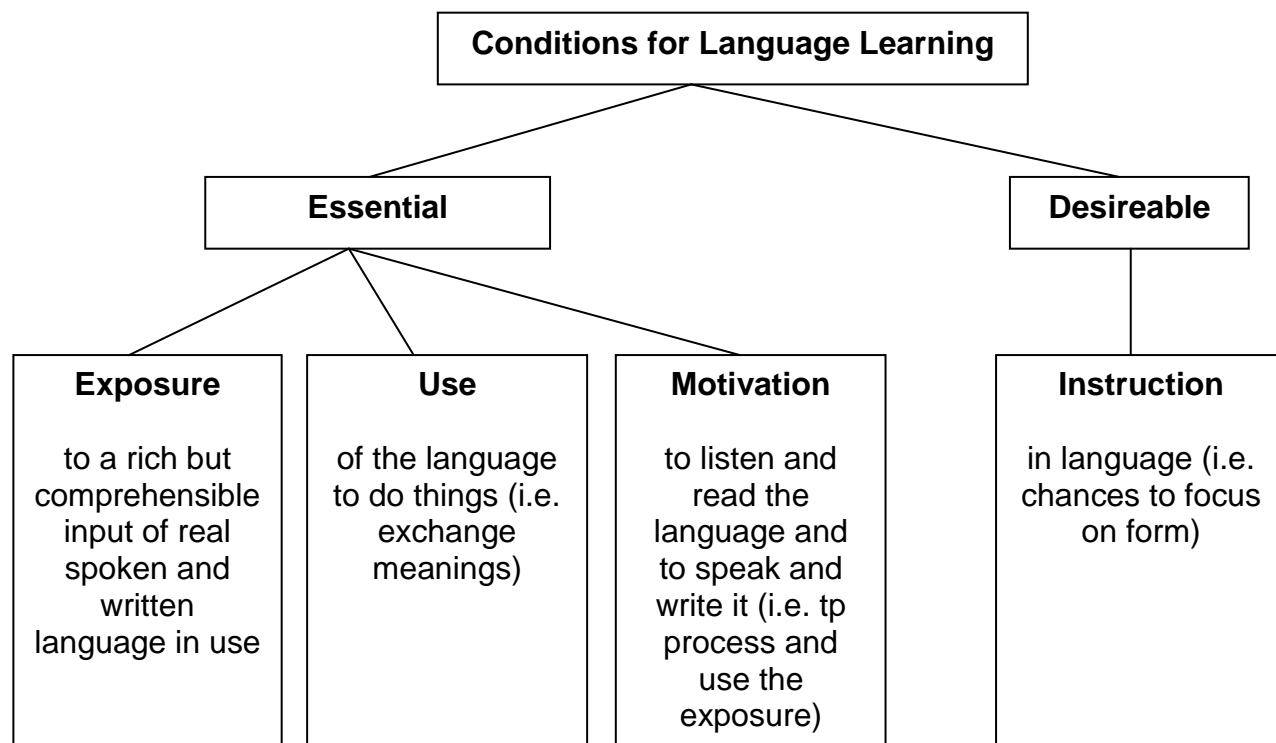 Conditions for Language Learning
Essential
Desireable
Exposure
to a rich but
comprehensible
input of real
spoken and
written
language in use
Use
of the language
to do things (i.e.
exchange
meanings)
Motivation
to listen and
read the
language and
to speak and
write it (i.e. tp
process and
use the
exposure)
Instruction
in language (i.e.
chances to focus
on form)